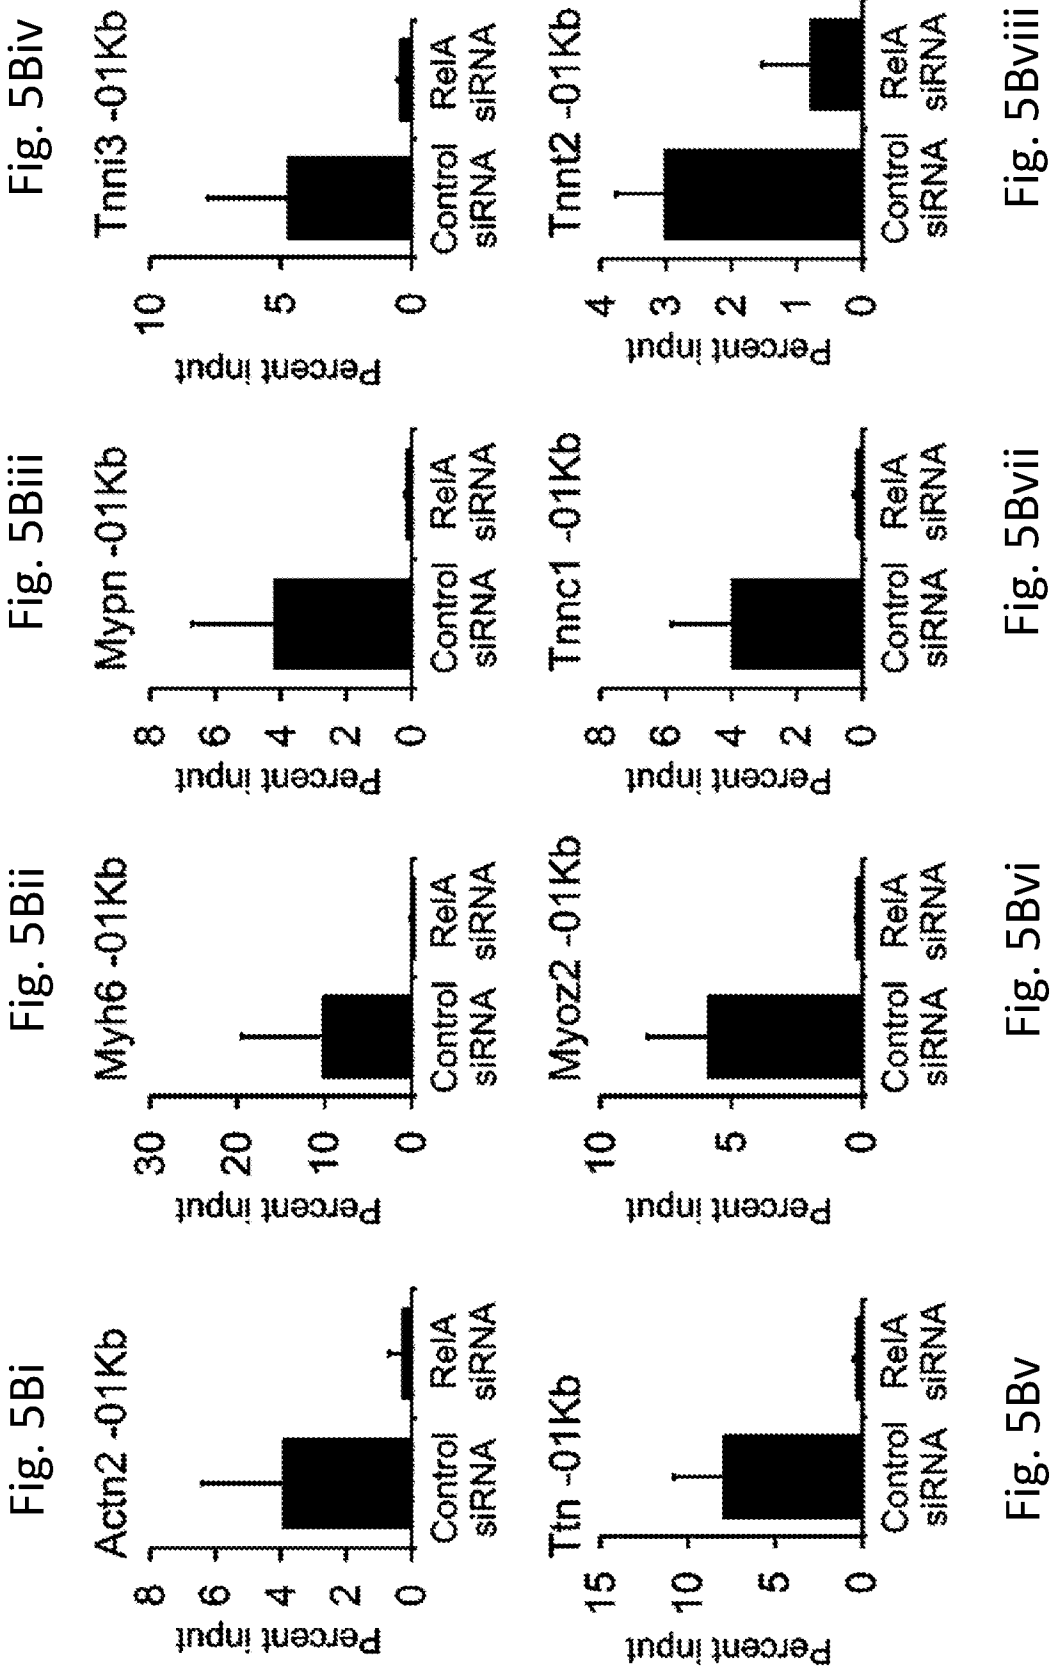 Fig. 5Bi
Actn2 -01Kb
Percent input
8
6
4
2
0
Control siRNA
RelA siRNA
Fig. 5Bii
Myh6 -01Kb
Percent input
30
20
10
0
Control siRNA
RelA siRNA
Fig. 5Biii
Mypn -01Kb
Percent input
8
6
4
2
0
Control siRNA
RelA siRNA
Fig. 5Biv
Tnni3 -01Kb
Percent input
10
5
0
Control siRNA
RelA siRNA
Ttn -01Kb
Percent input
15
10
5
0
Control siRNA
RelA siRNA
Fig. 5Bv
Myoz2 -01Kb
Percent input
10
5
0
Control siRNA
RelA siRNA
Fig. 5Bvi
Tnnc1 -01Kb
Percent input
8
6
4
2
0
Control siRNA
RelA siRNA
Fig. 5Bvii
Tnnt2 -01Kb
Percent input
4
3
2
1
0
Control siRNA
RelA siRNA
Fig. 5Bviii